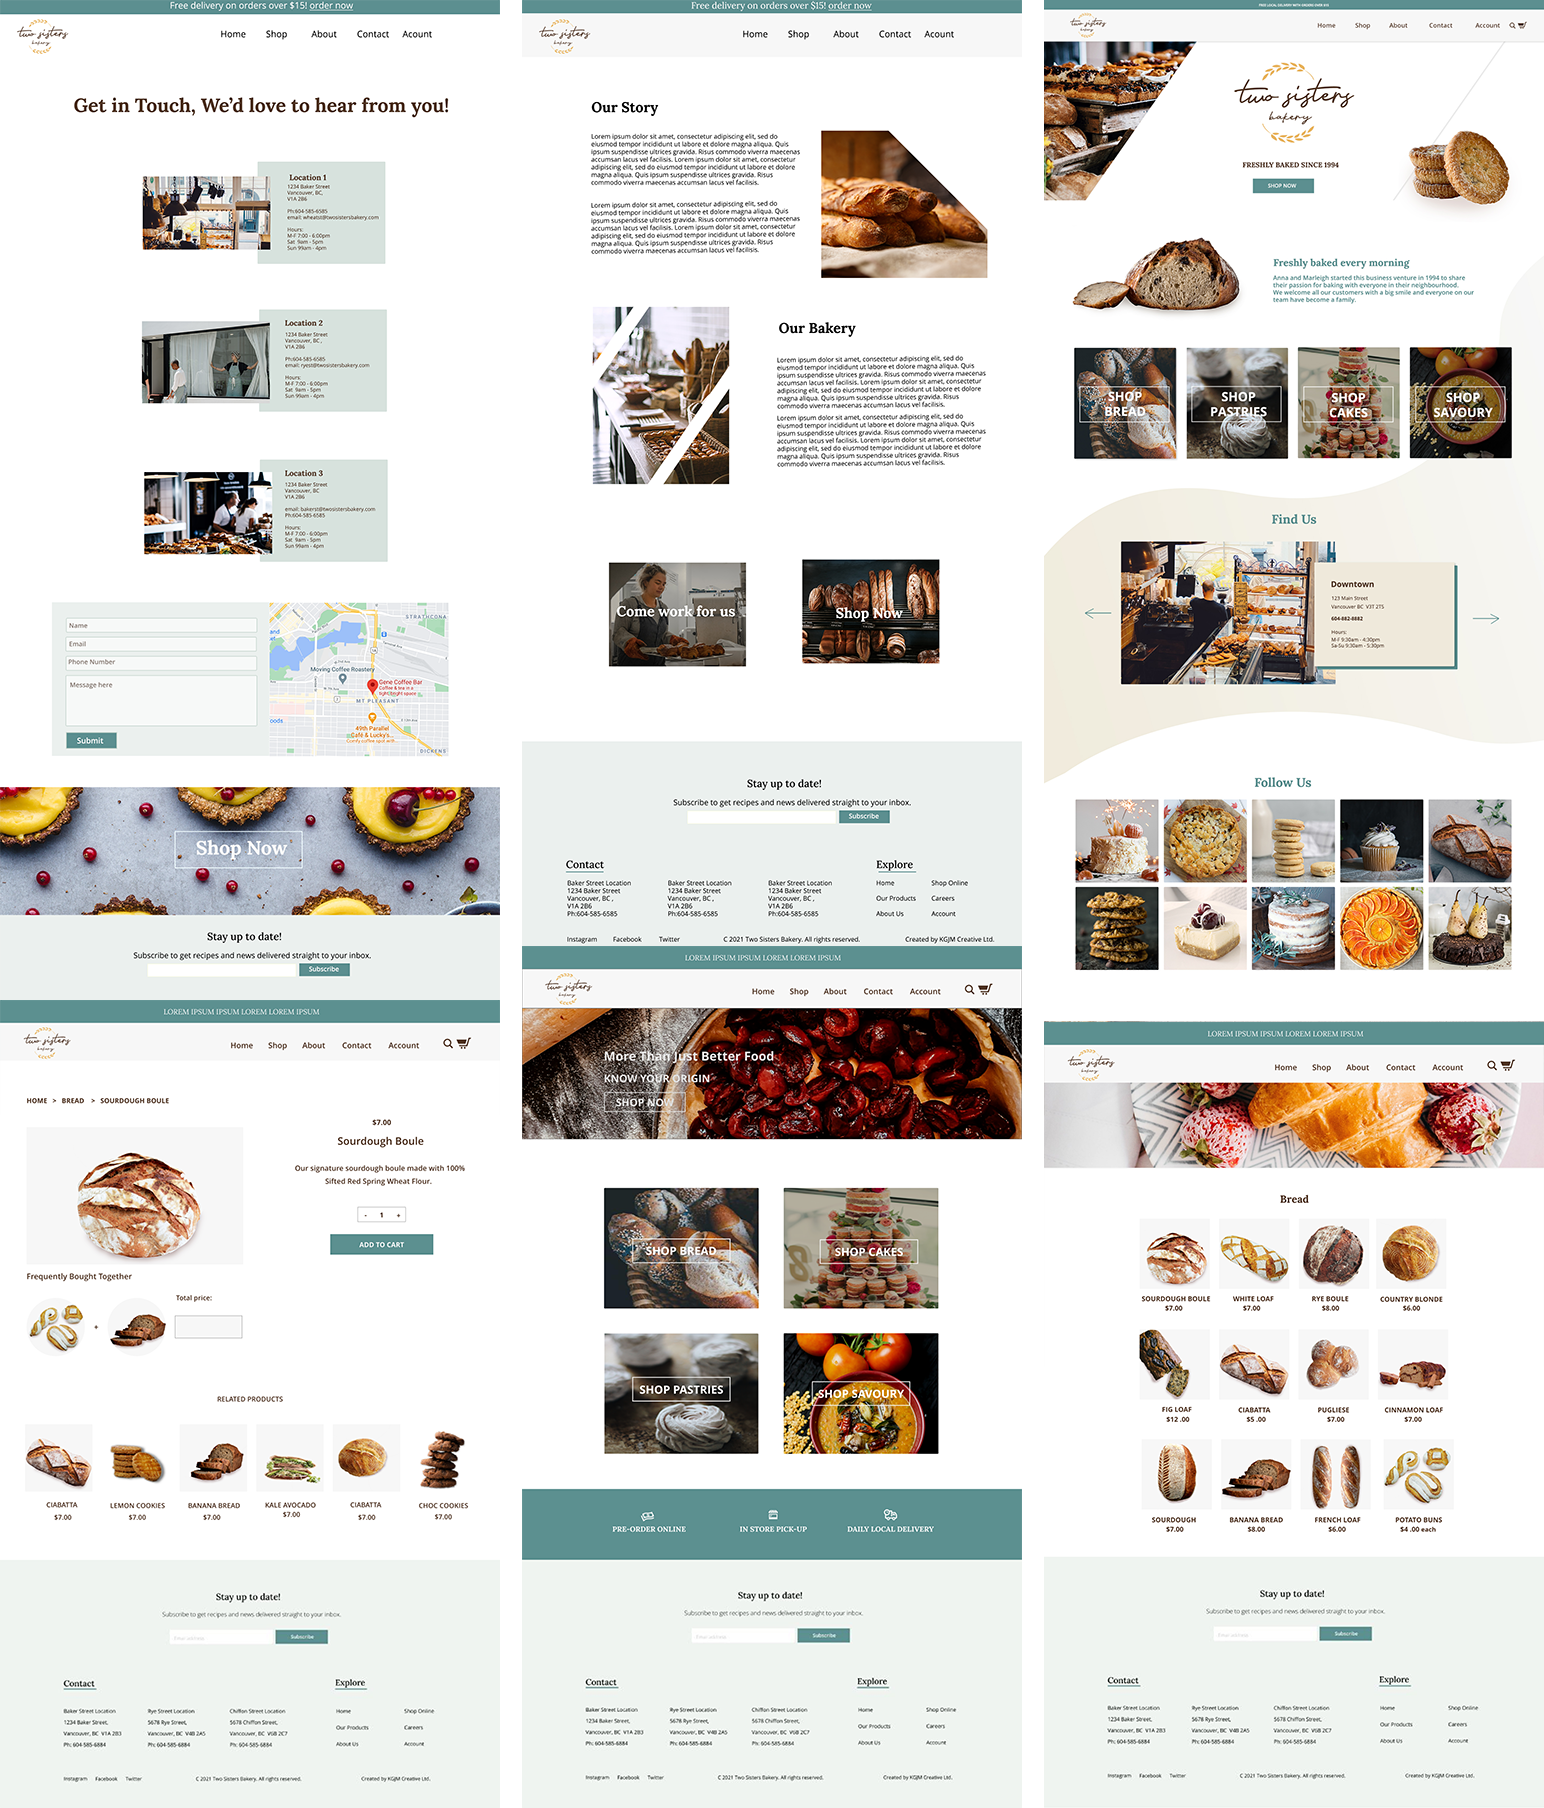 Free delivery on orders over $15! order now
two sisters
bakery
Home Shop About Contact Acount
Get in Touch, We'd love to hear from you!
Location 1
1234 Baker Street
Vancouver, BC,
V1A 2B6
Ph:604-585-6585
email: wheatst@twosistersbakery.com
Hours:
M-F 7:00 - 6:00pm
Sat 9am - 5pm
Sun 99am - 4pm
Location 2
1234 Baker Street
Vancouver, BC ,
V1A 2B6
Ph:604-585-6585
email: ryest@twosistersbakery.com
Hours:
M-F 7:00 - 6:00pm
Sat 9am - 5pm
Sun 99am - 4pm
Location 3
1234 Baker Street
Vancouver, BC
V1A 2B6
email: bakerst@twosistersbakery.com
Ph:604-585-6585
Hours:
M-F 7:00 - 6:00pm
Sat 9am - 5pm
Sun 99am - 4pm
Name
Email
Phone Number
Message here
Submit
STRATHCONA
Moving Coffee Roastery
Gene Coffee Bar
Coffee & tea in a
tight bright space
MT PLEASANT
49th Parallel
Café & Lucky's...
DICKENS
Shop Now
Stay up to date!
Subscribe to get recipes and news delivered straight to your inbox.
Subscribe
LOREM IPSUM IPSUM LOREM LOREM IPSUM
two sisters
bakery
Home Shop About Contact Account
HOME > BREAD > SOURDOUGH BOULE
$7.00
Sourdough Boule
Our signature sourdough boule made with 100%
Sifted Red Spring Wheat Flour.
- 1 +
ADD TO CART
Frequently Bought Together
Total price:
+
RELATED PRODUCTS
CIABATTA LEMON COOKIES BANANA BREAD KALE AVOCADO CIABATTA CHOC COOKIES
$7.00 $7.00 $7.00 $7.00 $7.00 $7.00
Stay up to date!
Subscribe to get recipes and news delivered straight to your inbox.
Enter address
Subscribe
Contact
Explore
Baker Street Location Rye Street Location Chiffon Street Location Home Shop Online
1234 Baker Street, 5678 Rye Street, 5678 Chiffon Street,
Vancouver, BC V1A 2B3 Vancouver, BC V4B 2A5 Vancouver, BC V6B 2C7 Our Products Careers
Ph: 604-585-6884 Ph: 604-585-6884 Ph: 604-585-6884 About Us Account
Instagram Facebook Twitter C 2021 Two Sisters Bakery. All rights reserved. Created by KGJM Creative Ltd.
Free delivery on orders over $15! order now
two sisters
bakery
Home Shop About Contact Acount
Our Story
Lorem ipsum dolor sit amet, consectetur adipiscing elit, sed do
eiusmod tempor incididunt ut labore et dolore magna aliqua. Quis
ipsum suspendisse ultrices gravida. Risus commodo viverra maecenas
accumsan lacus vel facilisis. Lorem ipsum dolor sit amet, consectetur
adipiscing elit, sed do eiusmod tempor incididunt ut labore et dolore
magna aliqua. Quis ipsum suspendisse ultrices gravida. Risus
commodo viverra maecenas accumsan lacus vel facilisis.
Lorem ipsum dolor sit amet, consectetur adipiscing elit, sed do
eiusmod tempor incididunt ut labore et dolore magna aliqua. Quis
ipsum suspendisse ultrices gravida. Risus commodo viverra maecenas
accumsan lacus vel facilisis. Lorem ipsum dolor sit amet, consectetur
adipiscing elit, sed do eiusmod tempor incididunt ut labore et dolore
magna aliqua. Quis ipsum suspendisse ultrices gravida. Risus
commodo viverra maecenas accumsan lacus vel facilisis.
Our Bakery
Lorem ipsum dolor sit amet, consectetur adipiscing elit, sed do
eiusmod tempor incididunt ut labore et dolore magna aliqua. Quis
ipsum suspendisse ultrices gravida. Risus commodo viverra maecenas
accumsan lacus vel facilisis. Lorem ipsum dolor sit amet, consectetur
adipiscing elit, sed do eiusmod tempor incididunt ut labore et dolore
magna aliqua. Quis ipsum suspendisse ultrices gravida. Risus
commodo viverra maecenas accumsan lacus vel facilisis.
Lorem ipsum dolor sit amet, consectetur adipiscing elit, sed do
eiusmod tempor incididunt ut labore et dolore magna aliqua. Quis
ipsum suspendisse ultrices gravida. Risus commodo viverra maecenas
accumsan lacus vel facilisis. Lorem ipsum dolor sit amet, consectetur
adipiscing elit, sed do eiusmod tempor incididunt ut labore et dolore
magna aliqua. Quis ipsum suspendisse ultrices gravida. Risus
commodo viverra maecenas accumsan lacus vel facilisis.
Come work for us
Shop Now
Stay up to date!
Subscribe to get recipes and news delivered straight to your inbox.
Subscribe
Contact
Explore
Baker Street Location Baker Street Location Baker Street Location Home Shop Online
1234 Baker Street 1234 Baker Street 1234 Baker Street
Vancouver, BC , Vancouver, BC , Vancouver, BC , Our Products Careers
V1A 2B6 V1A 2B6 V1A 2B6
Ph:604-585-6585 Ph:604-585-6585 Ph:604-585-6585 About Us Account
Instagram Facebook Twitter C 2021 Two Sisters Bakery. All rights reserved. Created by KGJM Creative Ltd.
LOREM IPSUM IPSUM LOREM LOREM IPSUM
two sisters
bakery
Home Shop About Contact Account
More Than Just Better Food
KNOW YOUR ORIGIN
SHOP NOW
SHOP BREAD
SHOP CAKES
SHOP PASTRIES
SHOP SAVOURY
PRE-ORDER ONLINE IN STORE PICK-UP DAILY LOCAL DELIVERY
Stay up to date!
Subscribe to get recipes and news delivered straight to your inbox.
Enter address
Subscribe
Contact
Explore
Baker Street Location Rye Street Location Chiffon Street Location Home Shop Online
1234 Baker Street, 5678 Rye Street, 5678 Chiffon Street,
Vancouver, BC V1A 2B3 Vancouver, BC V4B 2A5 Vancouver, BC V6B 2C7 Our Products Careers
Ph: 604-585-6884 Ph: 604-585-6884 Ph: 604-585-6884 About Us Account
Instagram Facebook Twitter C 2021 Two Sisters Bakery. All rights reserved. Created by KGJM Creative Ltd.
FREE LOCAL DELIVERY WITH ORDERS OVER $15
two sisters
bakery
Home Shop About Contact Account
two sisters
bakery
FRESHLY BAKED SINCE 1994
SHOP NOW
Freshly baked every morning
Anna and Marleigh started this business venture in 1994 to share
their passion for baking with everyone in their neighbourhood.
We welcome all our customers with a big smile and everyone on our
team have become a family.
SHOP BREAD
SHOP PASTRIES
SHOP CAKES
SHOP SAVOURY
Find Us
Downtown
123 Main Street
Vancouver BC V3T 2T5
604-882-8882
Hours:
M-F 9:30am - 4:30pm
Sa-Su 9:30am - 5:30pm
Follow Us
LOREM IPSUM IPSUM LOREM LOREM IPSUM
two sisters
bakery
Home Shop About Contact Account
Bread
SOURDOUGH BOULE WHITE LOAF RYE BOULE COUNTRY BLONDE
$7.00 $7.00 $8.00 $6.00
FIG LOAF CIABATTA PUGLIESE CINNAMON LOAF
$12 .00 $5 .00 $7.00 $7.00
SOURDOUGH BANANA BREAD FRENCH LOAF POTATO BUNS
$7.00 $8.00 $6.00 $4 .00 each
Stay up to date!
Subscribe to get recipes and news delivered straight to your inbox.
Enter address
Subscribe
Contact
Explore
Baker Street Location Rye Street Location Chiffon Street Location Home Shop Online
1234 Baker Street, 5678 Rye Street, 5678 Chiffon Street,
Vancouver, BC V1A 2B3 Vancouver, BC V4B 2A5 Vancouver, BC V6B 2C7 Our Products Careers
Ph: 604-585-6884 Ph: 604-585-6884 Ph: 604-585-6884 About Us Account
Instagram Facebook Twitter C 2021 Two Sisters Bakery. All rights reserved. Created by KGJM Creative Ltd.